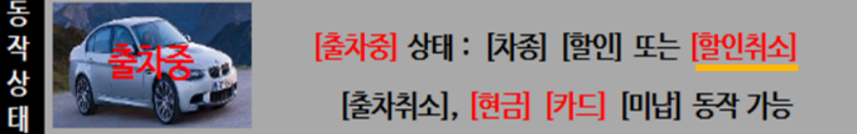 동작상태
출차중
[출차중] 상태 : [차종] [할인] 또는 [할인취소]
[출차취소], [현금] [카드] [미납] 동작 가능